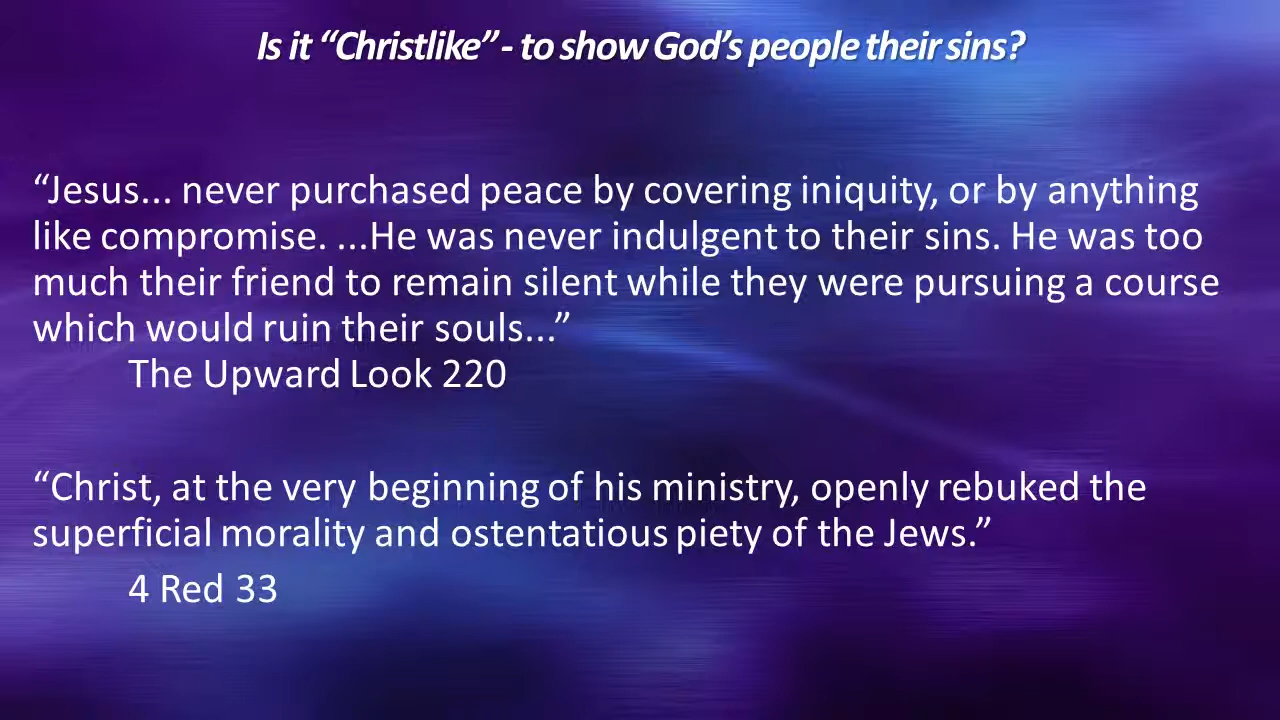 Is it “Christlike” - to show God’s people their sins?
“Jesus... never purchased peace by covering iniquity, or by anything
like compromise. ...He was never indulgent to their sins. He was too
much their friend to remain silent while they were pursuing a course
which would ruin their souls...”
The Upward Look 220
“Christ, at the very beginning of his ministry, openly rebuked the
superficial morality and ostentatious piety of the Jews.”
4 Red 33